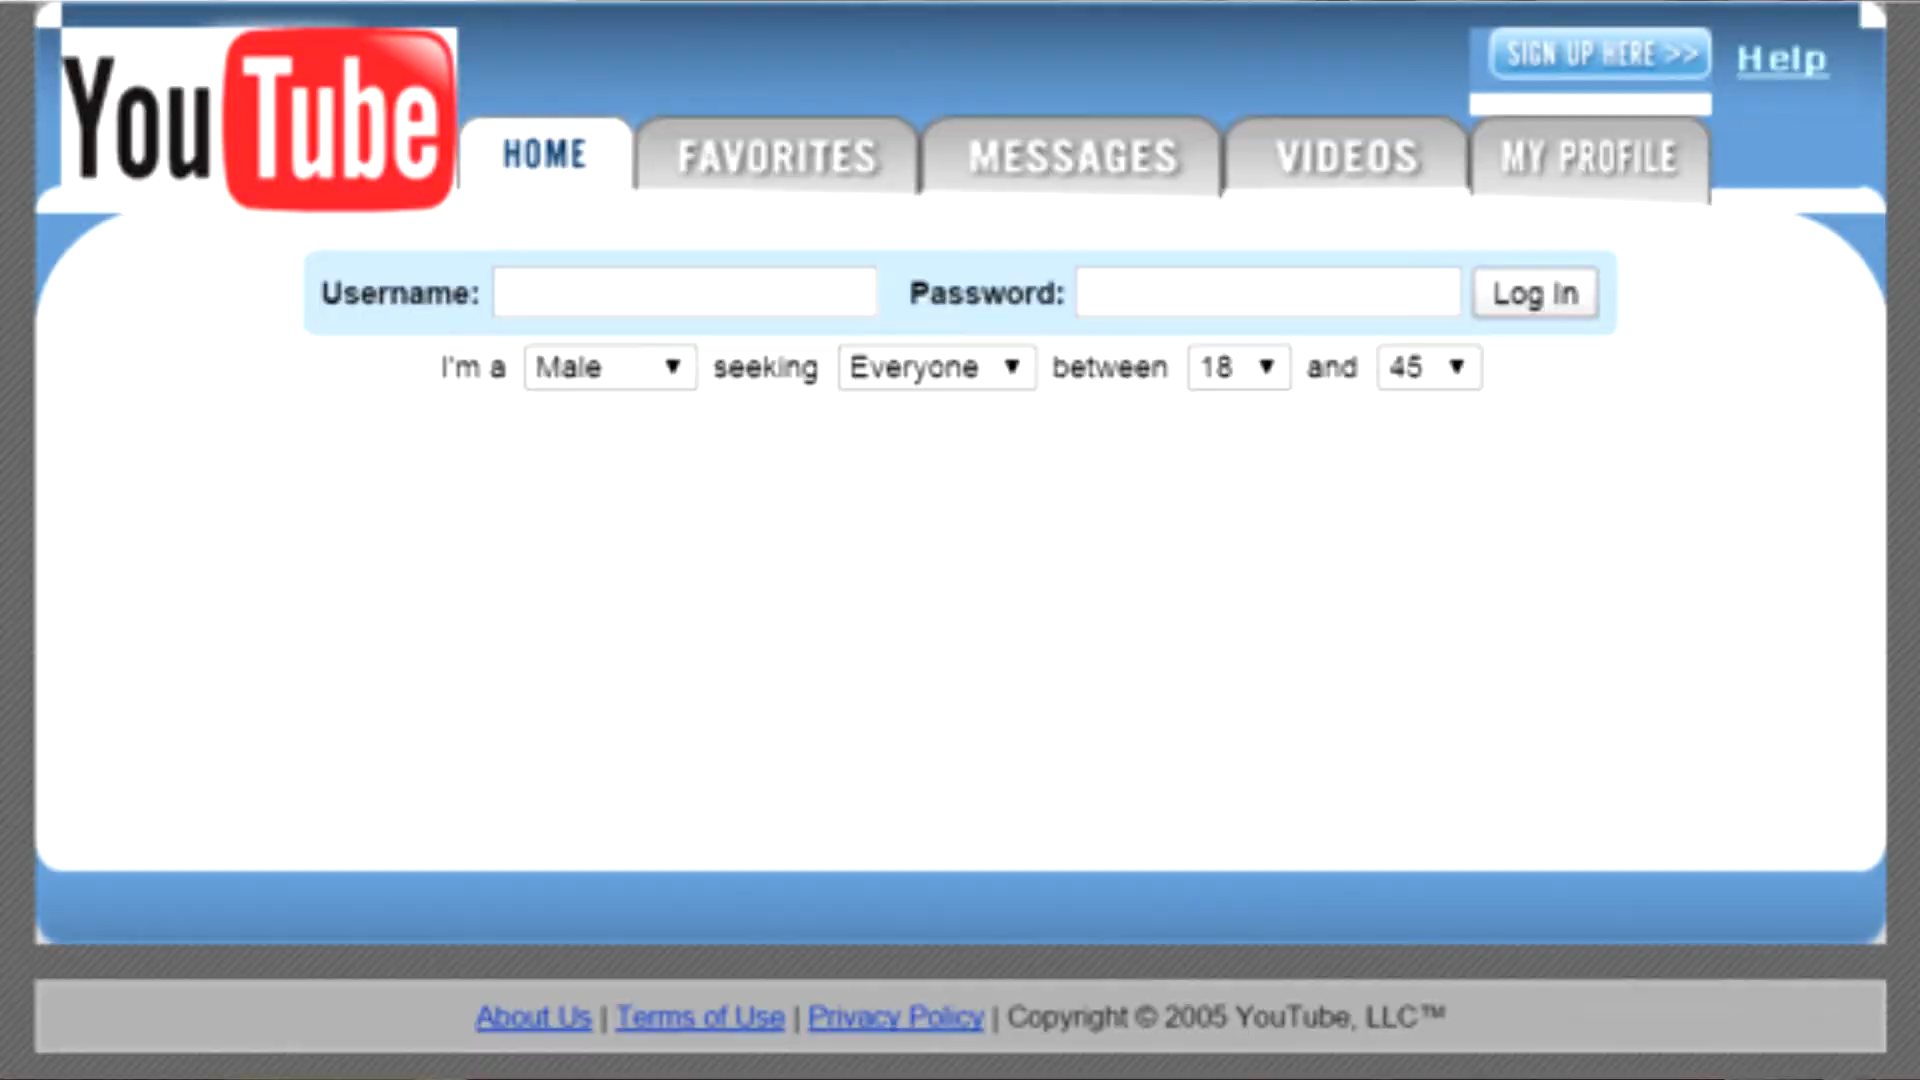 YouTube
SIGN UP HERE >> Help
HOME FAVORITES MESSAGES VIDEOS MY PROFILE
Username: Password: Log In
I'm a Male seeking Everyone between 18 and 45
About Us | Terms of Use | Privacy Policy | Copyright © 2005 YouTube, LLC™